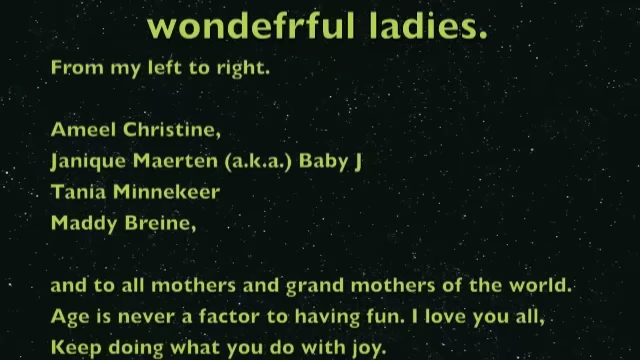 wondefrful ladies.
From my left to right.
Ameel Christine,
Janique Maerten (a.k.a.) Baby J
Tania Minnekeer
Maddy Breine,
and to all mothers and grand mothers of the world.
Age is never a factor to having fun. I love you all,
Keep doing what you do with joy.